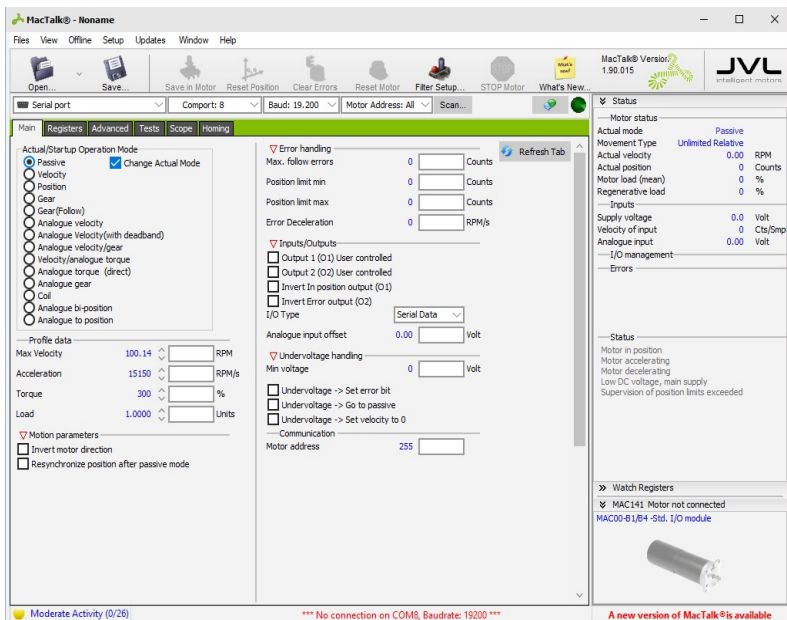 MacTalk® - Noname
Files View Offline Setup Updates Window Help
Open... Save... Save in Motor Reset Position Clear Errors Reset Motor Filter Setup... STOP Motor What's New...
STOP
What's new?
MacTalk® Version
1.90.015
JVL
intelligent motors
Serial port Comport: 8 Baud: 19.200 Motor Address: All Scan...
Main Registers Advanced Tests Scope Homing
Actual/Startup Operation Mode
Passive Change Actual Mode
Velocity
Position
Gear
Gear(Follow)
Analogue velocity
Analogue Velocity(with deadband)
Analogue velocity/gear
Velocity/analogue torque
Analogue torque (direct)
Analogue gear
Coil
Analogue bi-position
Analogue to position
Profile data
Max Velocity 100.14 RPM
Acceleration 15150 RPM/s
Torque 300 %
Load 1.0000 Units
Motion parameters
Invert motor direction
Resynchronize position after passive mode
Error handling
Refresh Tab
Max. follow errors 0 Counts
Position limit min 0 Counts
Position limit max 0 Counts
Error Deceleration 0 RPM/s
Inputs/Outputs
Output 1 (O1) User controlled
Output 2 (O2) User controlled
Invert In position output (O1)
Invert Error output (O2)
I/O Type Serial Data
Analogue input offset 0.00 Volt
Undervoltage handling
Min voltage 0 Volt
Undervoltage -> Set error bit
Undervoltage -> Go to passive
Undervoltage -> Set velocity to 0
Communication
Motor address 255
Status
Motor status
Actual mode Passive
Movement Type Unlimited Relative
Actual velocity 0.00 RPM
Actual position 0 Counts
Motor load (mean) 0 %
Regenerative load 0 %
Inputs
Supply voltage 0.0 Volt
Velocity of input 0 Cts/Smp
Analogue input 0.00 Volt
I/O management
Errors
Status
Motor in position
Motor accelerating
Motor decelerating
Low DC voltage, main supply
Supervision of position limits exceeded
Watch Registers
MAC141 Motor not connected
MAC00-B1/B4 -Std. I/O module
Moderate Activity (0/26) *** No connection on COM8, Baudrate: 19200 *** A new version of MacTalk® is available